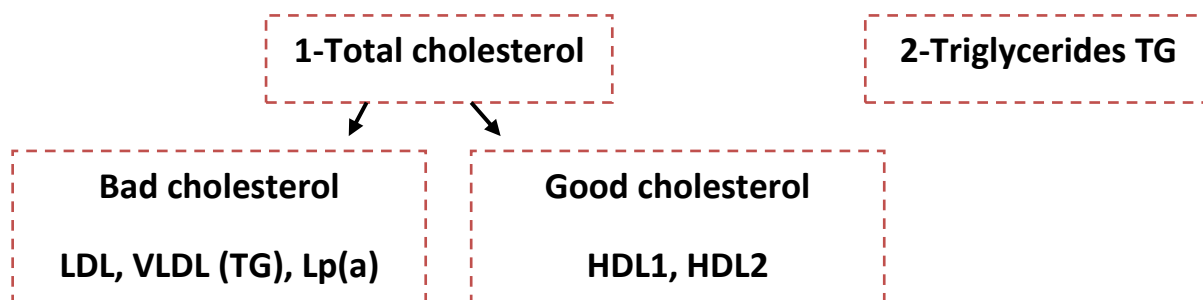 1-Total cholesterol
2-Triglycerides TG
Bad cholesterol
LDL, VLDL (TG), Lp(a)
Good cholesterol
HDL1, HDL2